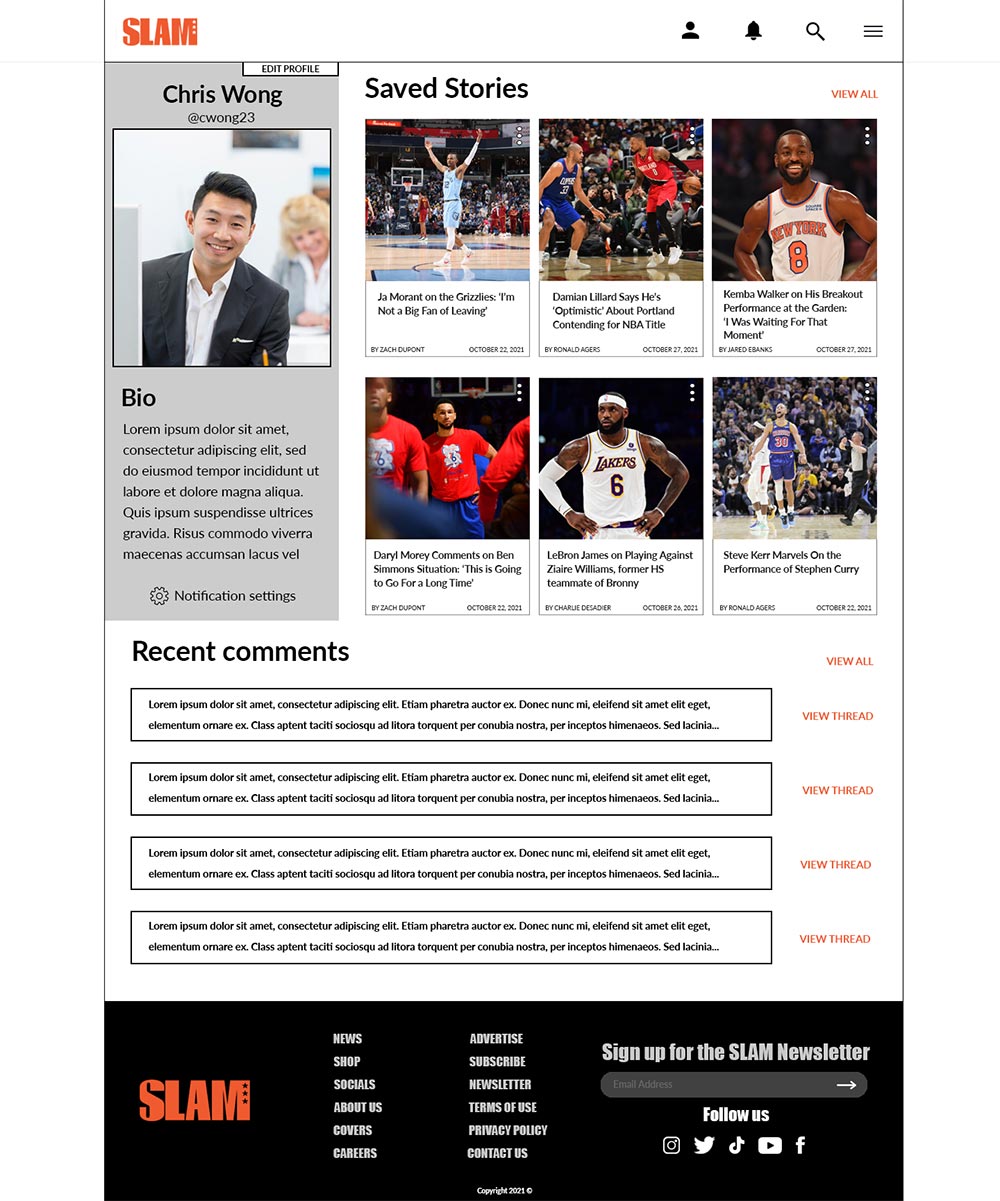 SLAM
EDIT PROFILE
Chris Wong
@cwong23
Bio
Lorem ipsum dolor sit amet,
consectetur adipiscing elit, sed
do eiusmod tempor incididunt ut
labore et dolore magna aliqua.
Quis ipsum suspendisse ultrices
gravida. Risus commodo viverra
maecenas accumsan lacus vel
Notification settings
Saved Stories
VIEW ALL
Ja Morant on the Grizzlies: 'I'm
Not a Big Fan of Leaving'
BY ZACH DUPONT OCTOBER 22, 2021
CLIPPERS
33
PORTLAND
Damian Lillard Says He's
'Optimistic' About Portland
Contending for NBA Title
BY RONALD AGERS OCTOBER 27, 2021
NEW YORK
8
Kemba Walker on His Breakout
Performance at the Garden:
'I Was Waiting For That
Moment'
BY JARED EBANKS OCTOBER 27, 2021
Daryl Morey Comments on Ben
Simmons Situation: 'This is Going
to Go For a Long Time'
BY ZACH DUPONT OCTOBER 22, 2021
LAKERS
6
LeBron James on Playing Against
Ziaire Williams, former HS
teammate of Bronny
BY CHARLIE DESADIER OCTOBER 26, 2021
30
Steve Kerr Marvels On the
Performance of Stephen Curry
BY RONALD AGERS OCTOBER 22, 2021
Recent comments
VIEW ALL
Lorem ipsum dolor sit amet, consectetur adipiscing elit. Etiam pharetra auctor ex. Donec nunc mi, eleifend sit amet elit eget,
elementum ornare ex. Class aptent taciti sociosqu ad litora torquent per conubia nostra, per inceptos himenaeos. Sed lacinia...
VIEW THREAD
Lorem ipsum dolor sit amet, consectetur adipiscing elit. Etiam pharetra auctor ex. Donec nunc mi, eleifend sit amet elit eget,
elementum ornare ex. Class aptent taciti sociosqu ad litora torquent per conubia nostra, per inceptos himenaeos. Sed lacinia...
VIEW THREAD
Lorem ipsum dolor sit amet, consectetur adipiscing elit. Etiam pharetra auctor ex. Donec nunc mi, eleifend sit amet elit eget,
elementum ornare ex. Class aptent taciti sociosqu ad litora torquent per conubia nostra, per inceptos himenaeos. Sed lacinia...
VIEW THREAD
Lorem ipsum dolor sit amet, consectetur adipiscing elit. Etiam pharetra auctor ex. Donec nunc mi, eleifend sit amet elit eget,
elementum ornare ex. Class aptent taciti sociosqu ad litora torquent per conubia nostra, per inceptos himenaeos. Sed lacinia...
VIEW THREAD
SLAM
NEWS
SHOP
SOCIALS
ABOUT US
COVERS
CAREERS
ADVERTISE
SUBSCRIBE
NEWSLETTER
TERMS OF USE
PRIVACY POLICY
CONTACT US
Sign up for the SLAM Newsletter
Email Address
Follow us
Copyright 2021 ©